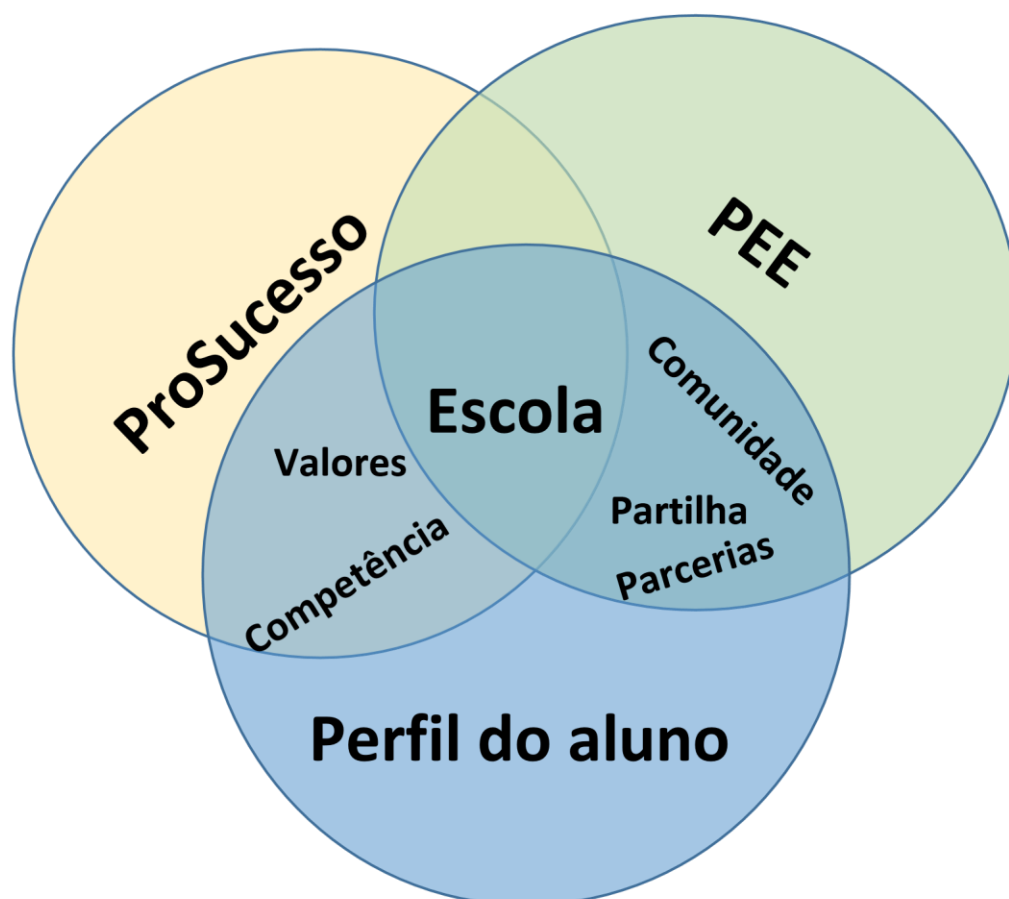 ProSucesso
PEE
Escola
Comunidade
Valores
Partilha
Competência
Parcerias
Perfil do aluno